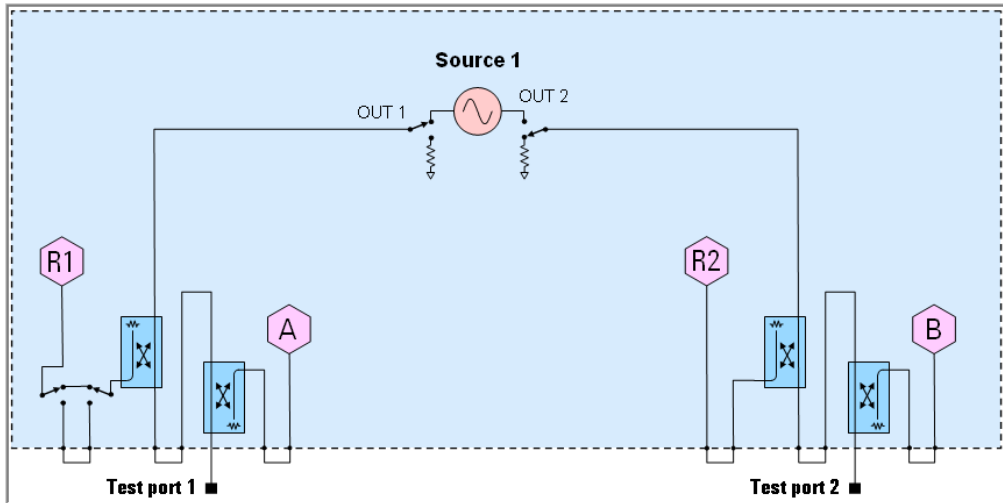 Source 1
OUT 1
OUT 2
R1
R2
A
B
Test port 1
Test port 2